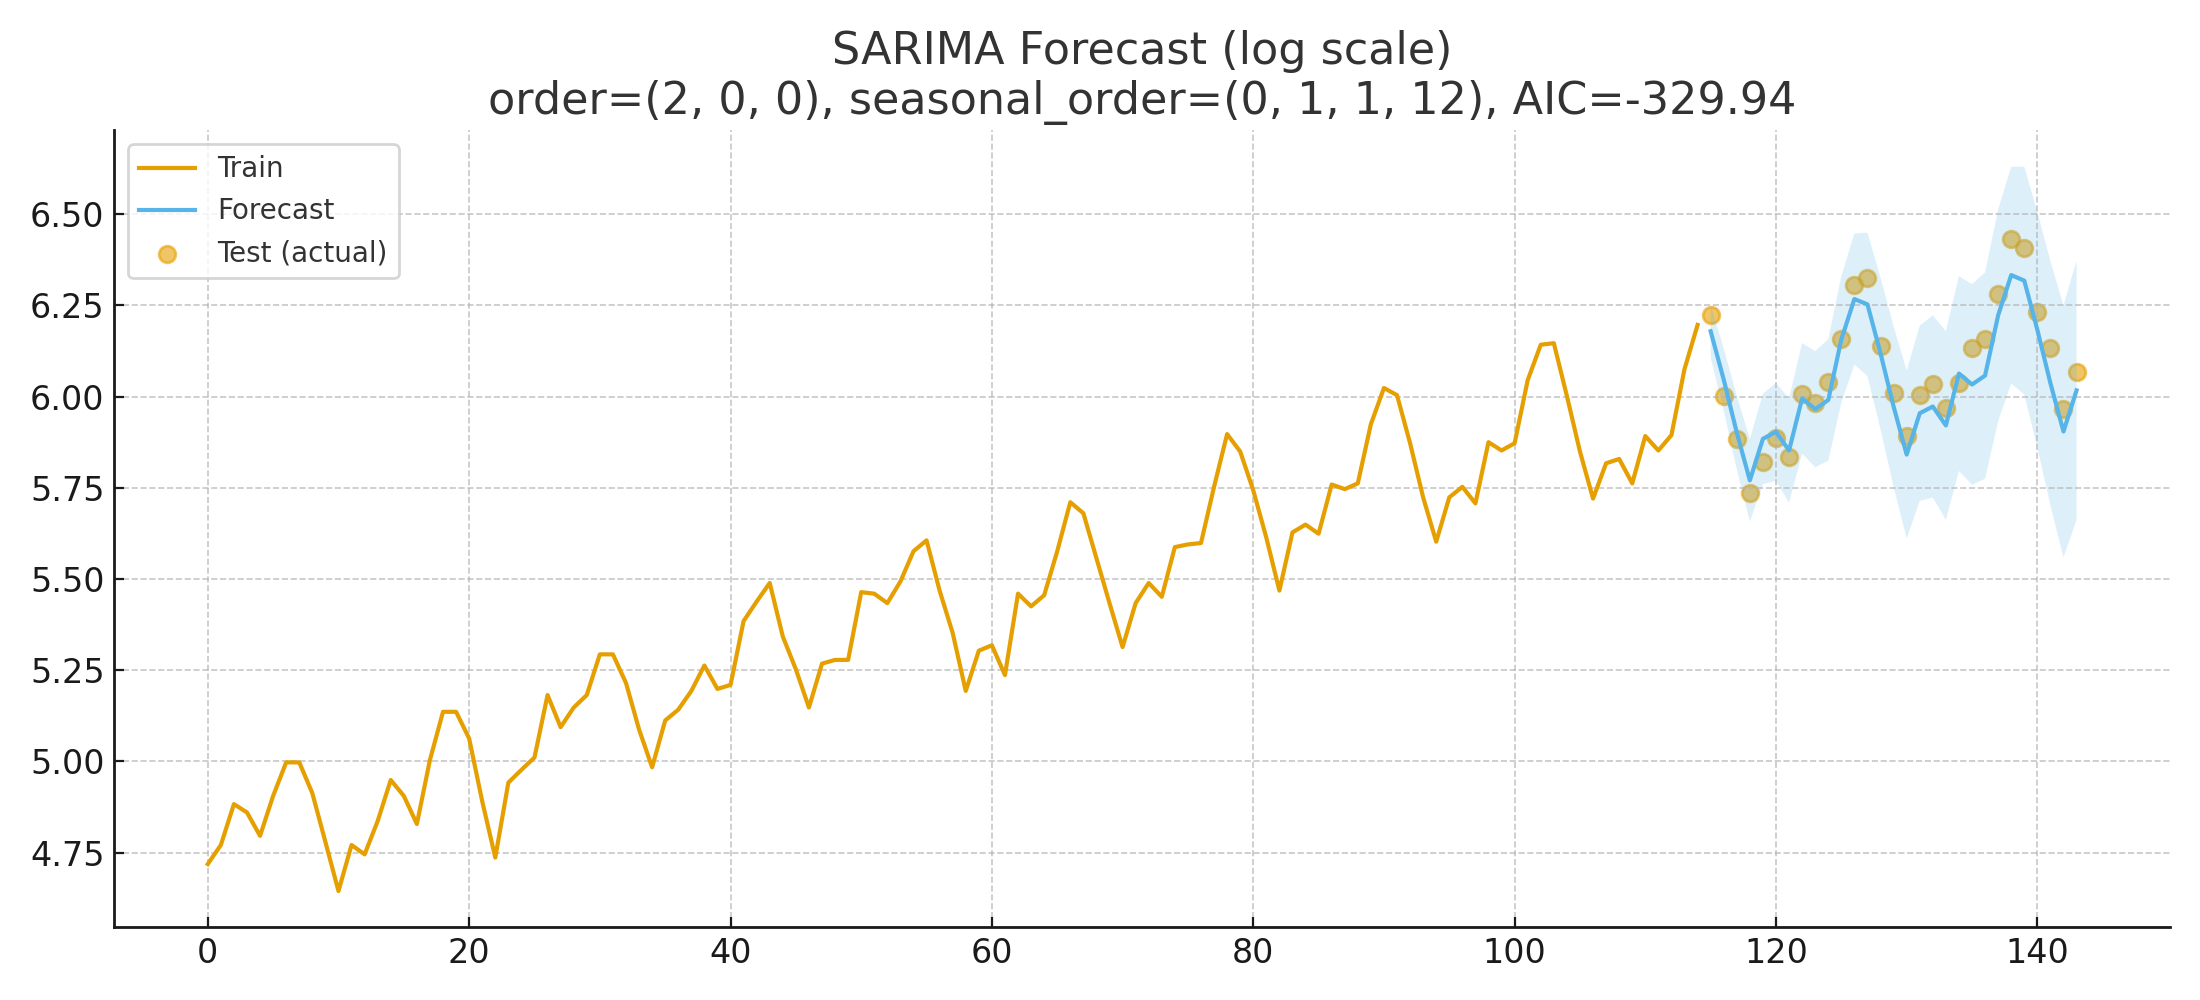 SARIMA Forecast (log scale)
order=(2, 0, 0), seasonal_order=(0, 1, 1, 12), AIC=-329.94
Train
Forecast
Test (actual)
6.50
6.25
6.00
5.75
5.50
5.25
5.00
4.75
0 20 40 60 80 100 120 140